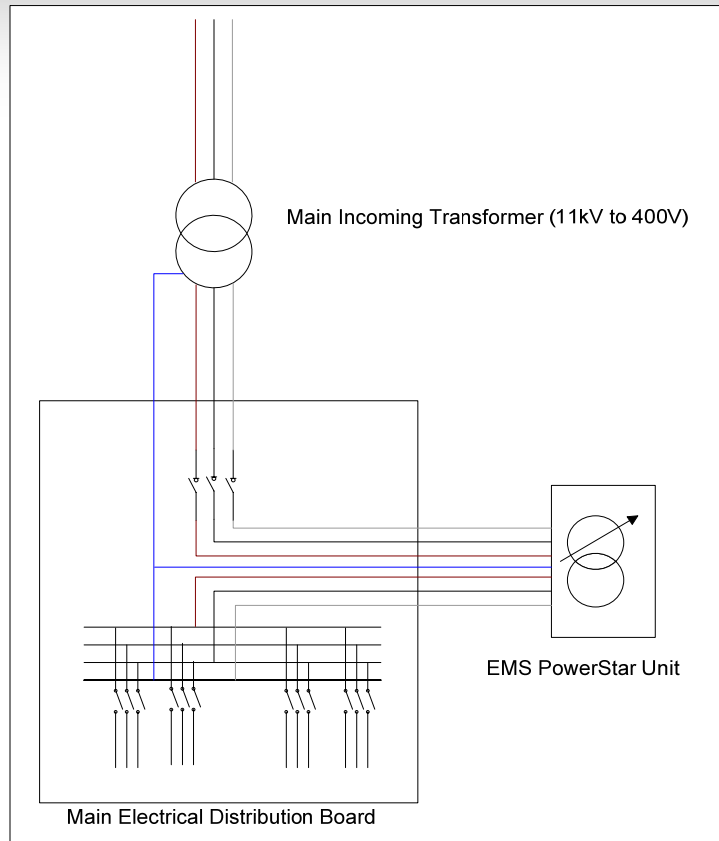 Main Incoming Transformer (11kV to 400V)
EMS PowerStar Unit
Main Electrical Distribution Board